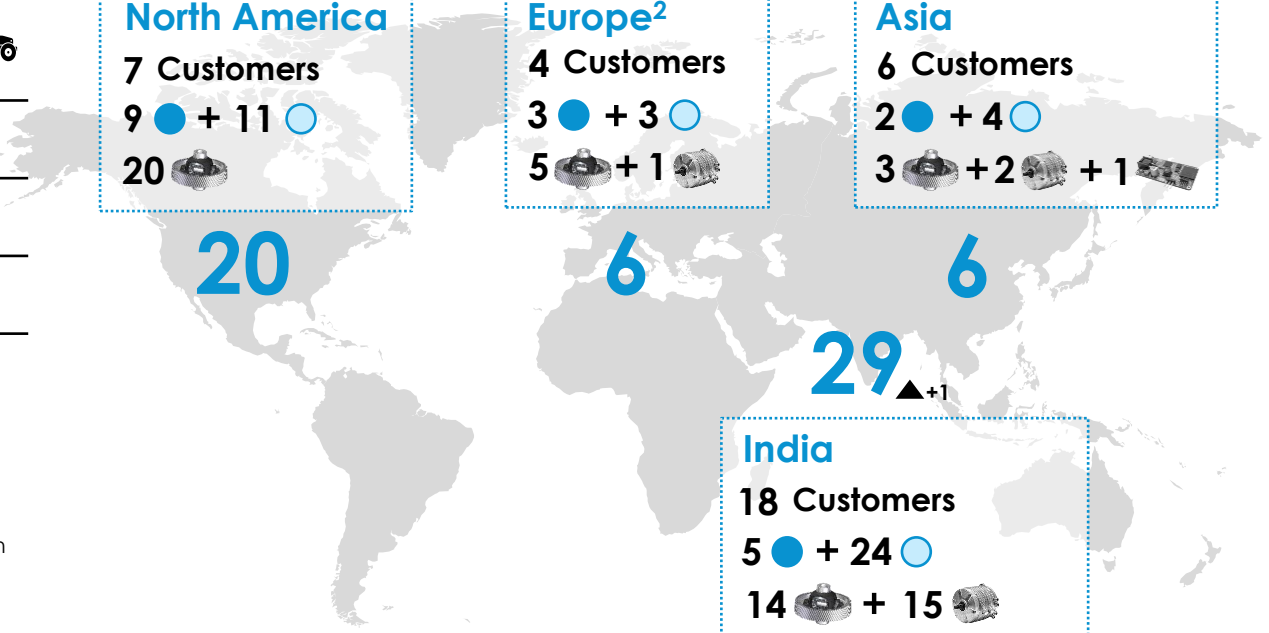 North America
7 Customers
9 + 11
20
20
Europe2
4 Customers
3 + 3
5 + 1
6
Asia
6 Customers
2 + 4
3 + 2 + 1
6
29
+1
India
18 Customers
5 + 24
14 + 15